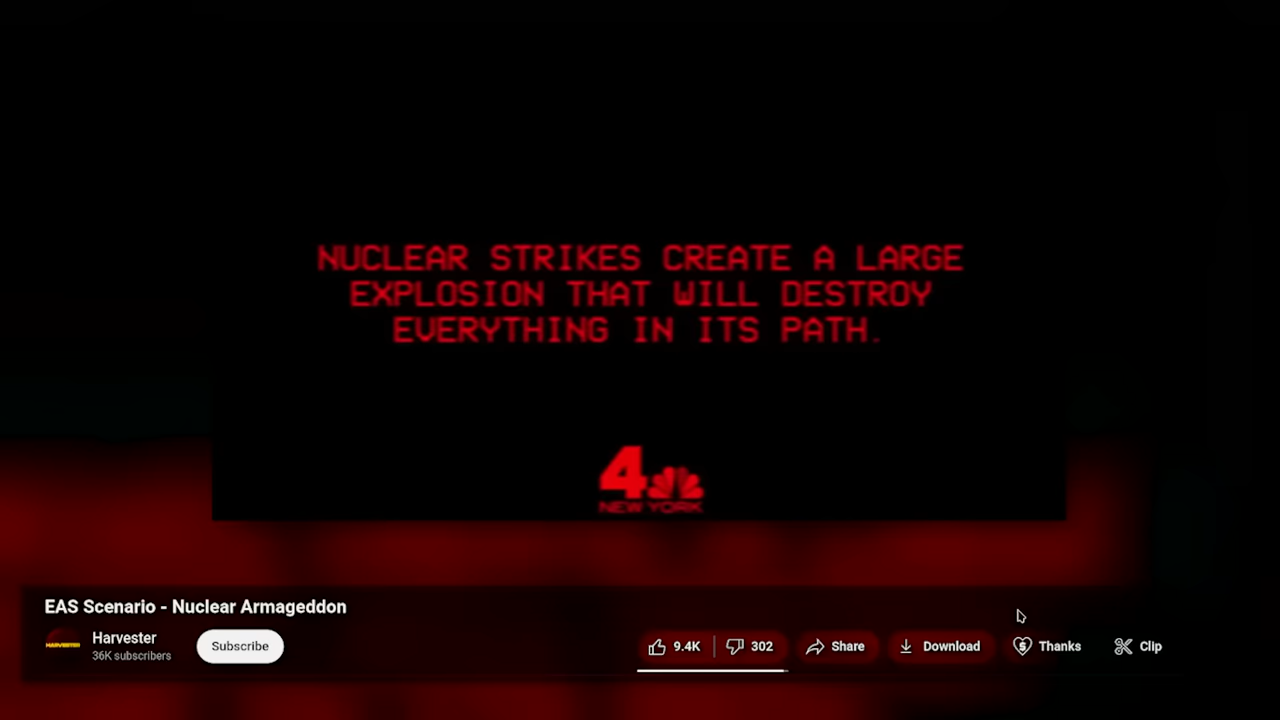 NUCLEAR STRIKES CREATE A LARGE
EXPLOSION THAT WILL DESTROY
EVERYTHING IN ITS PATH.
4
NEW YORK
EAS Scenario - Nuclear Armageddon
HARVESTER
Harvester
36K subscribers
Subscribe
9.4K
302
Share
Download
Thanks
Clip